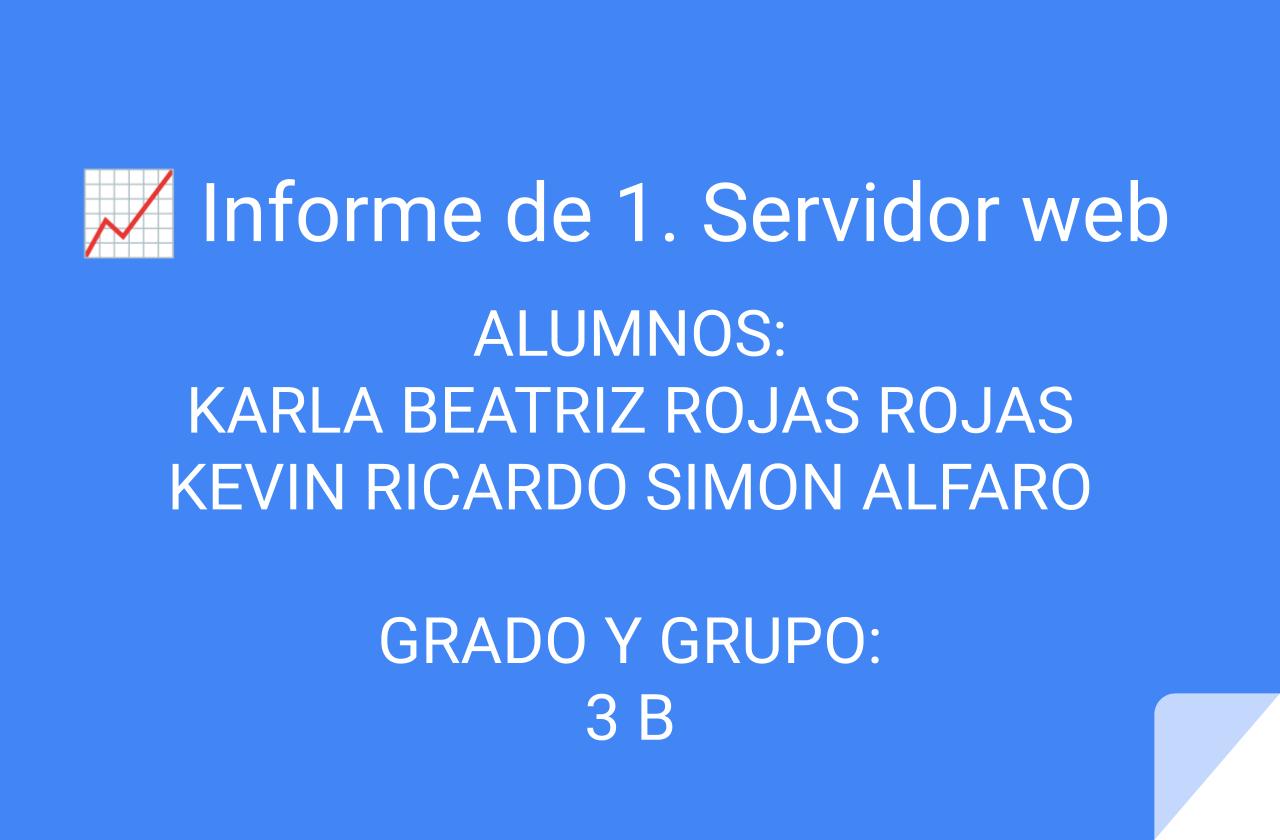 📈 Informe de 1. Servidor web
ALUMNOS:
KARLA BEATRIZ ROJAS ROJAS
KEVIN RICARDO SIMON ALFARO
GRADO Y GRUPO:
3 B